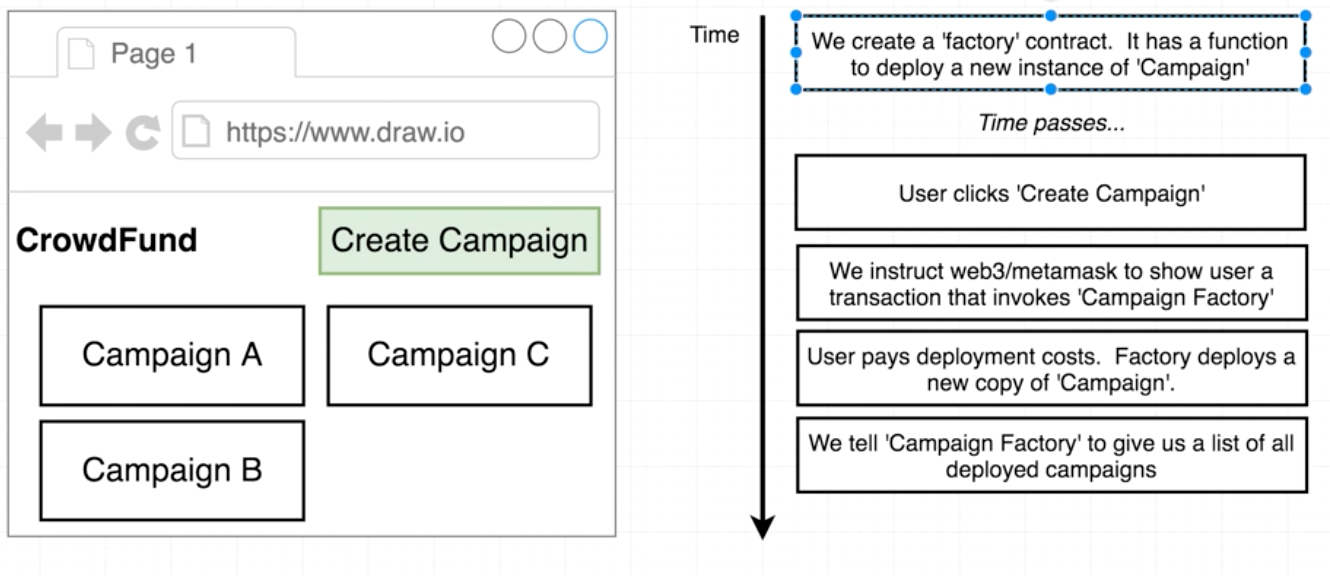 Page 1
https://www.draw.io
CrowdFund
Create Campaign
Campaign A
Campaign C
Campaign B
Time
We create a 'factory' contract.  It has a function
to deploy a new instance of 'Campaign'
Time passes...
User clicks 'Create Campaign'
We instruct web3/metamask to show user a
transaction that invokes 'Campaign Factory'
User pays deployment costs.  Factory deploys a
new copy of 'Campaign'.
We tell 'Campaign Factory' to give us a list of all
deployed campaigns